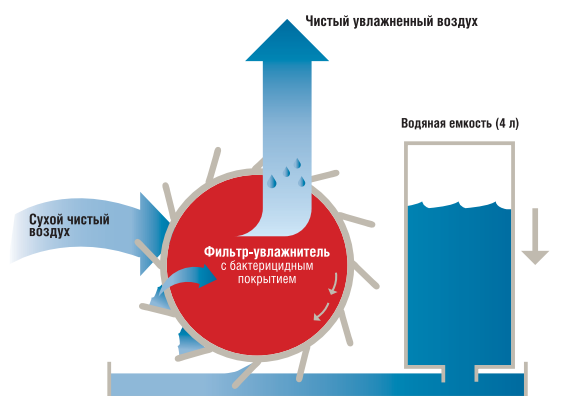 Чистый увлажненный воздух
Водяная емкость (4 л)
Сухой чистый
воздух
Фильтр-увлажнитель
с бактерицидным
покрытием